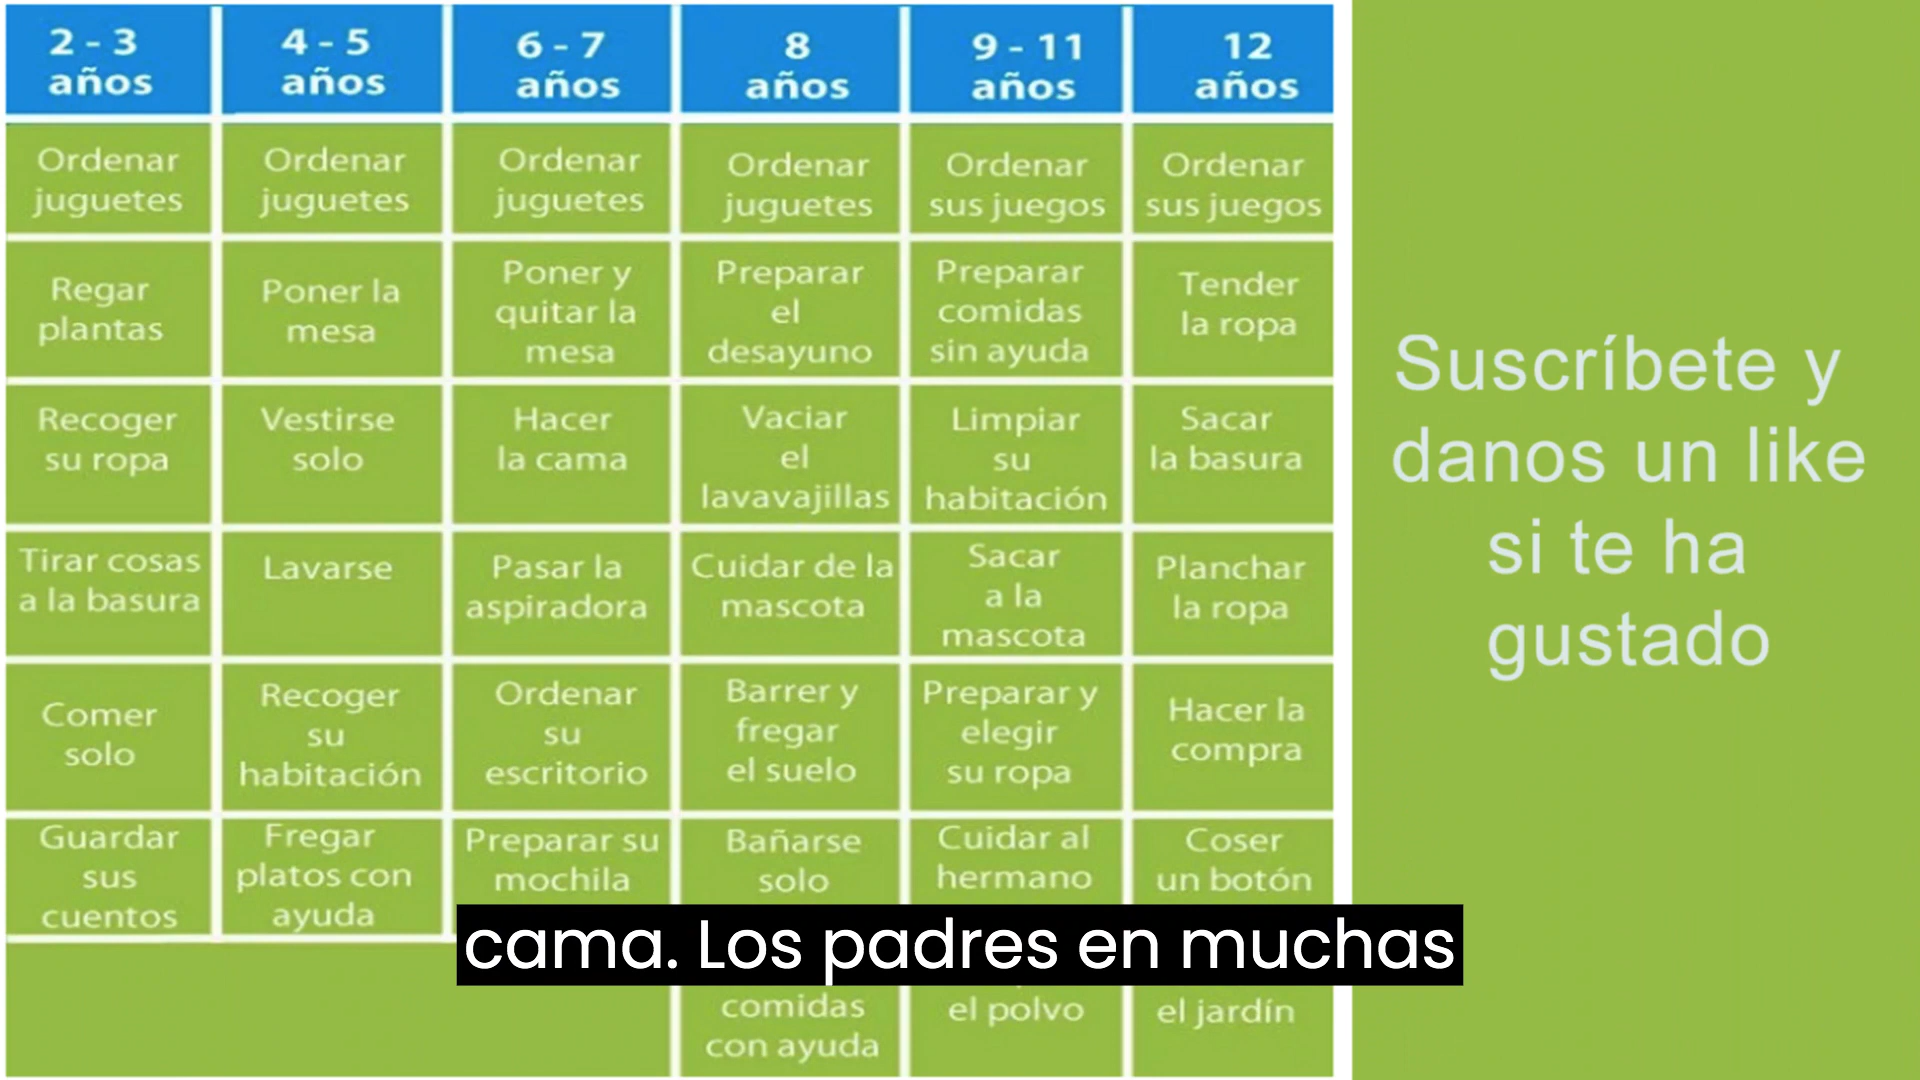 2 - 3
años
4 - 5
años
6 - 7
años
8
años
9 - 11
años
12
años
Ordenar
juguetes
Ordenar
juguetes
Ordenar
juguetes
Ordenar
juguetes
Ordenar
sus juegos
Ordenar
sus juegos
Regar
plantas
Poner la
mesa
Poner y
quitar la
mesa
Preparar
el
desayuno
Preparar
comidas
sin ayuda
Tender
la ropa
Recoger
su ropa
Vestirse
solo
Hacer
la cama
Vaciar
el
lavavajillas
Limpiar
su
habitación
Sacar
la basura
Tirar cosas
a la basura
Lavarse
Pasar la
aspiradora
Cuidar de la
mascota
Sacar
a la
mascota
Planchar
la ropa
Comer
solo
Recoger
su
habitación
Ordenar
su
escritorio
Barrer y
fregar
el suelo
Preparar y
elegir
su ropa
Hacer la
compra
Guardar
sus
cuentos
Fregar
platos con
ayuda
Preparar su
mochila
Bañarse
solo
Cuidar al
hermano
Coser
un botón
comidas
con ayuda
el polvo
el jardín
Suscríbete y
danos un like
si te ha
gustado
cama. Los padres en muchas